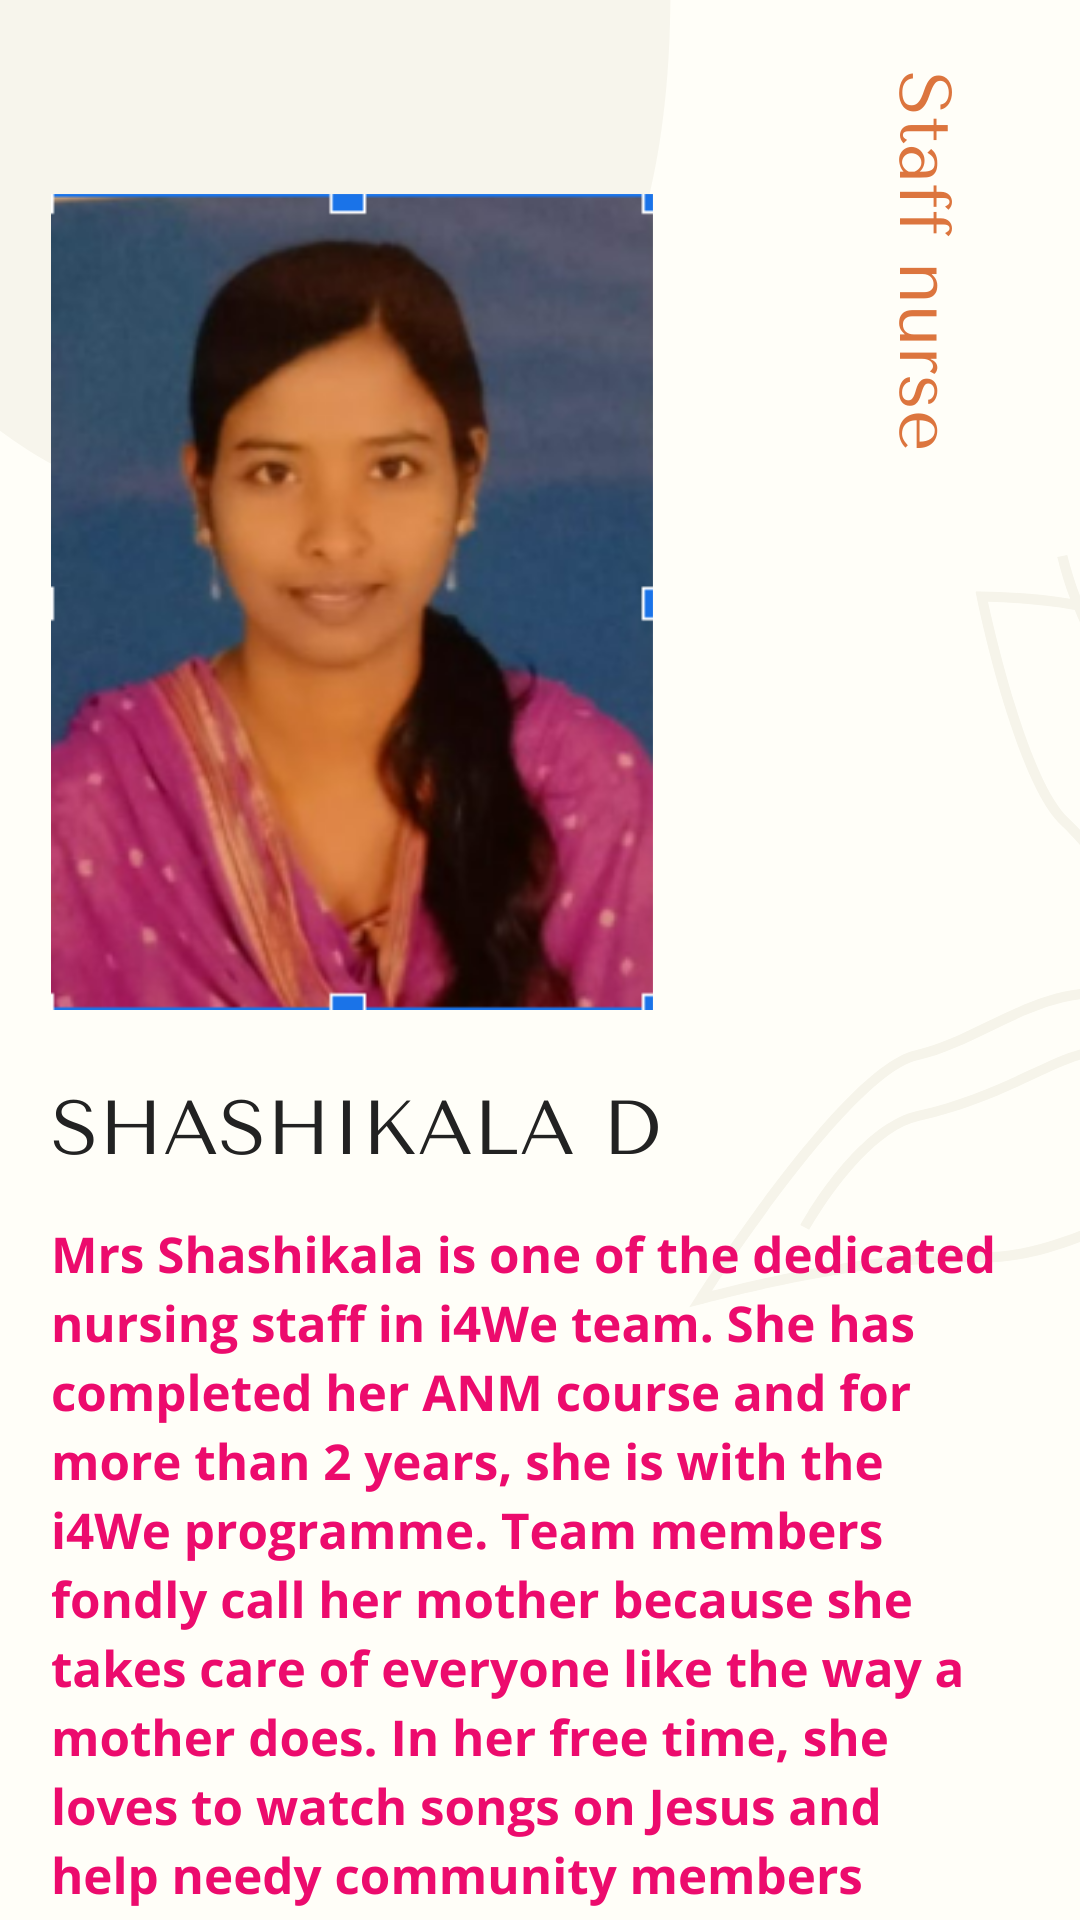 Staff nurse
SHASHIKALA D
Mrs Shashikala is one of the dedicated
nursing staff in i4We team. She has
completed her ANM course and for
more than 2 years, she is with the
i4We programme. Team members
fondly call her mother because she
takes care of everyone like the way a
mother does. In her free time, she
loves to watch songs on Jesus and
help needy community members